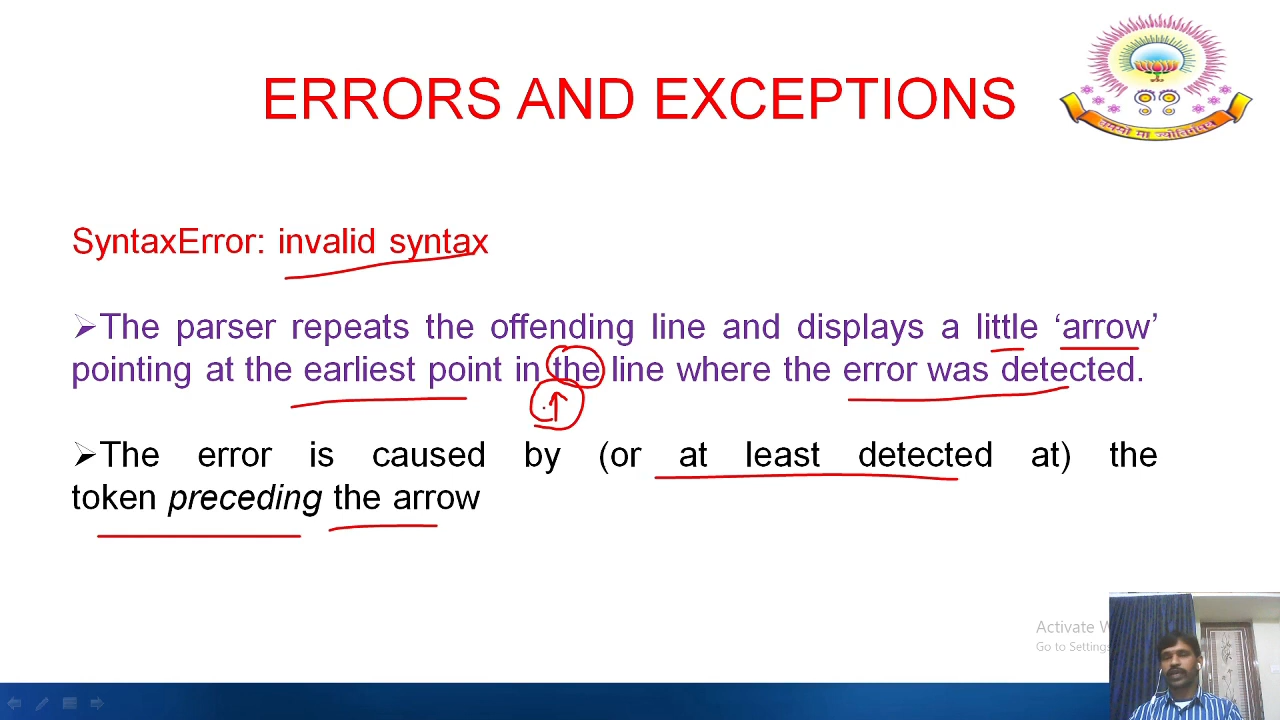 ERRORS AND EXCEPTIONS
तमसो मा ज्योतिर्गमय
SyntaxError: invalid syntax
➢The parser repeats the offending line and displays a little ‘arrow’
pointing at the earliest point in the line where the error was detected.
➢The error is caused by (or at least detected at) the
token preceding the arrow
Activate W
Go to Settings